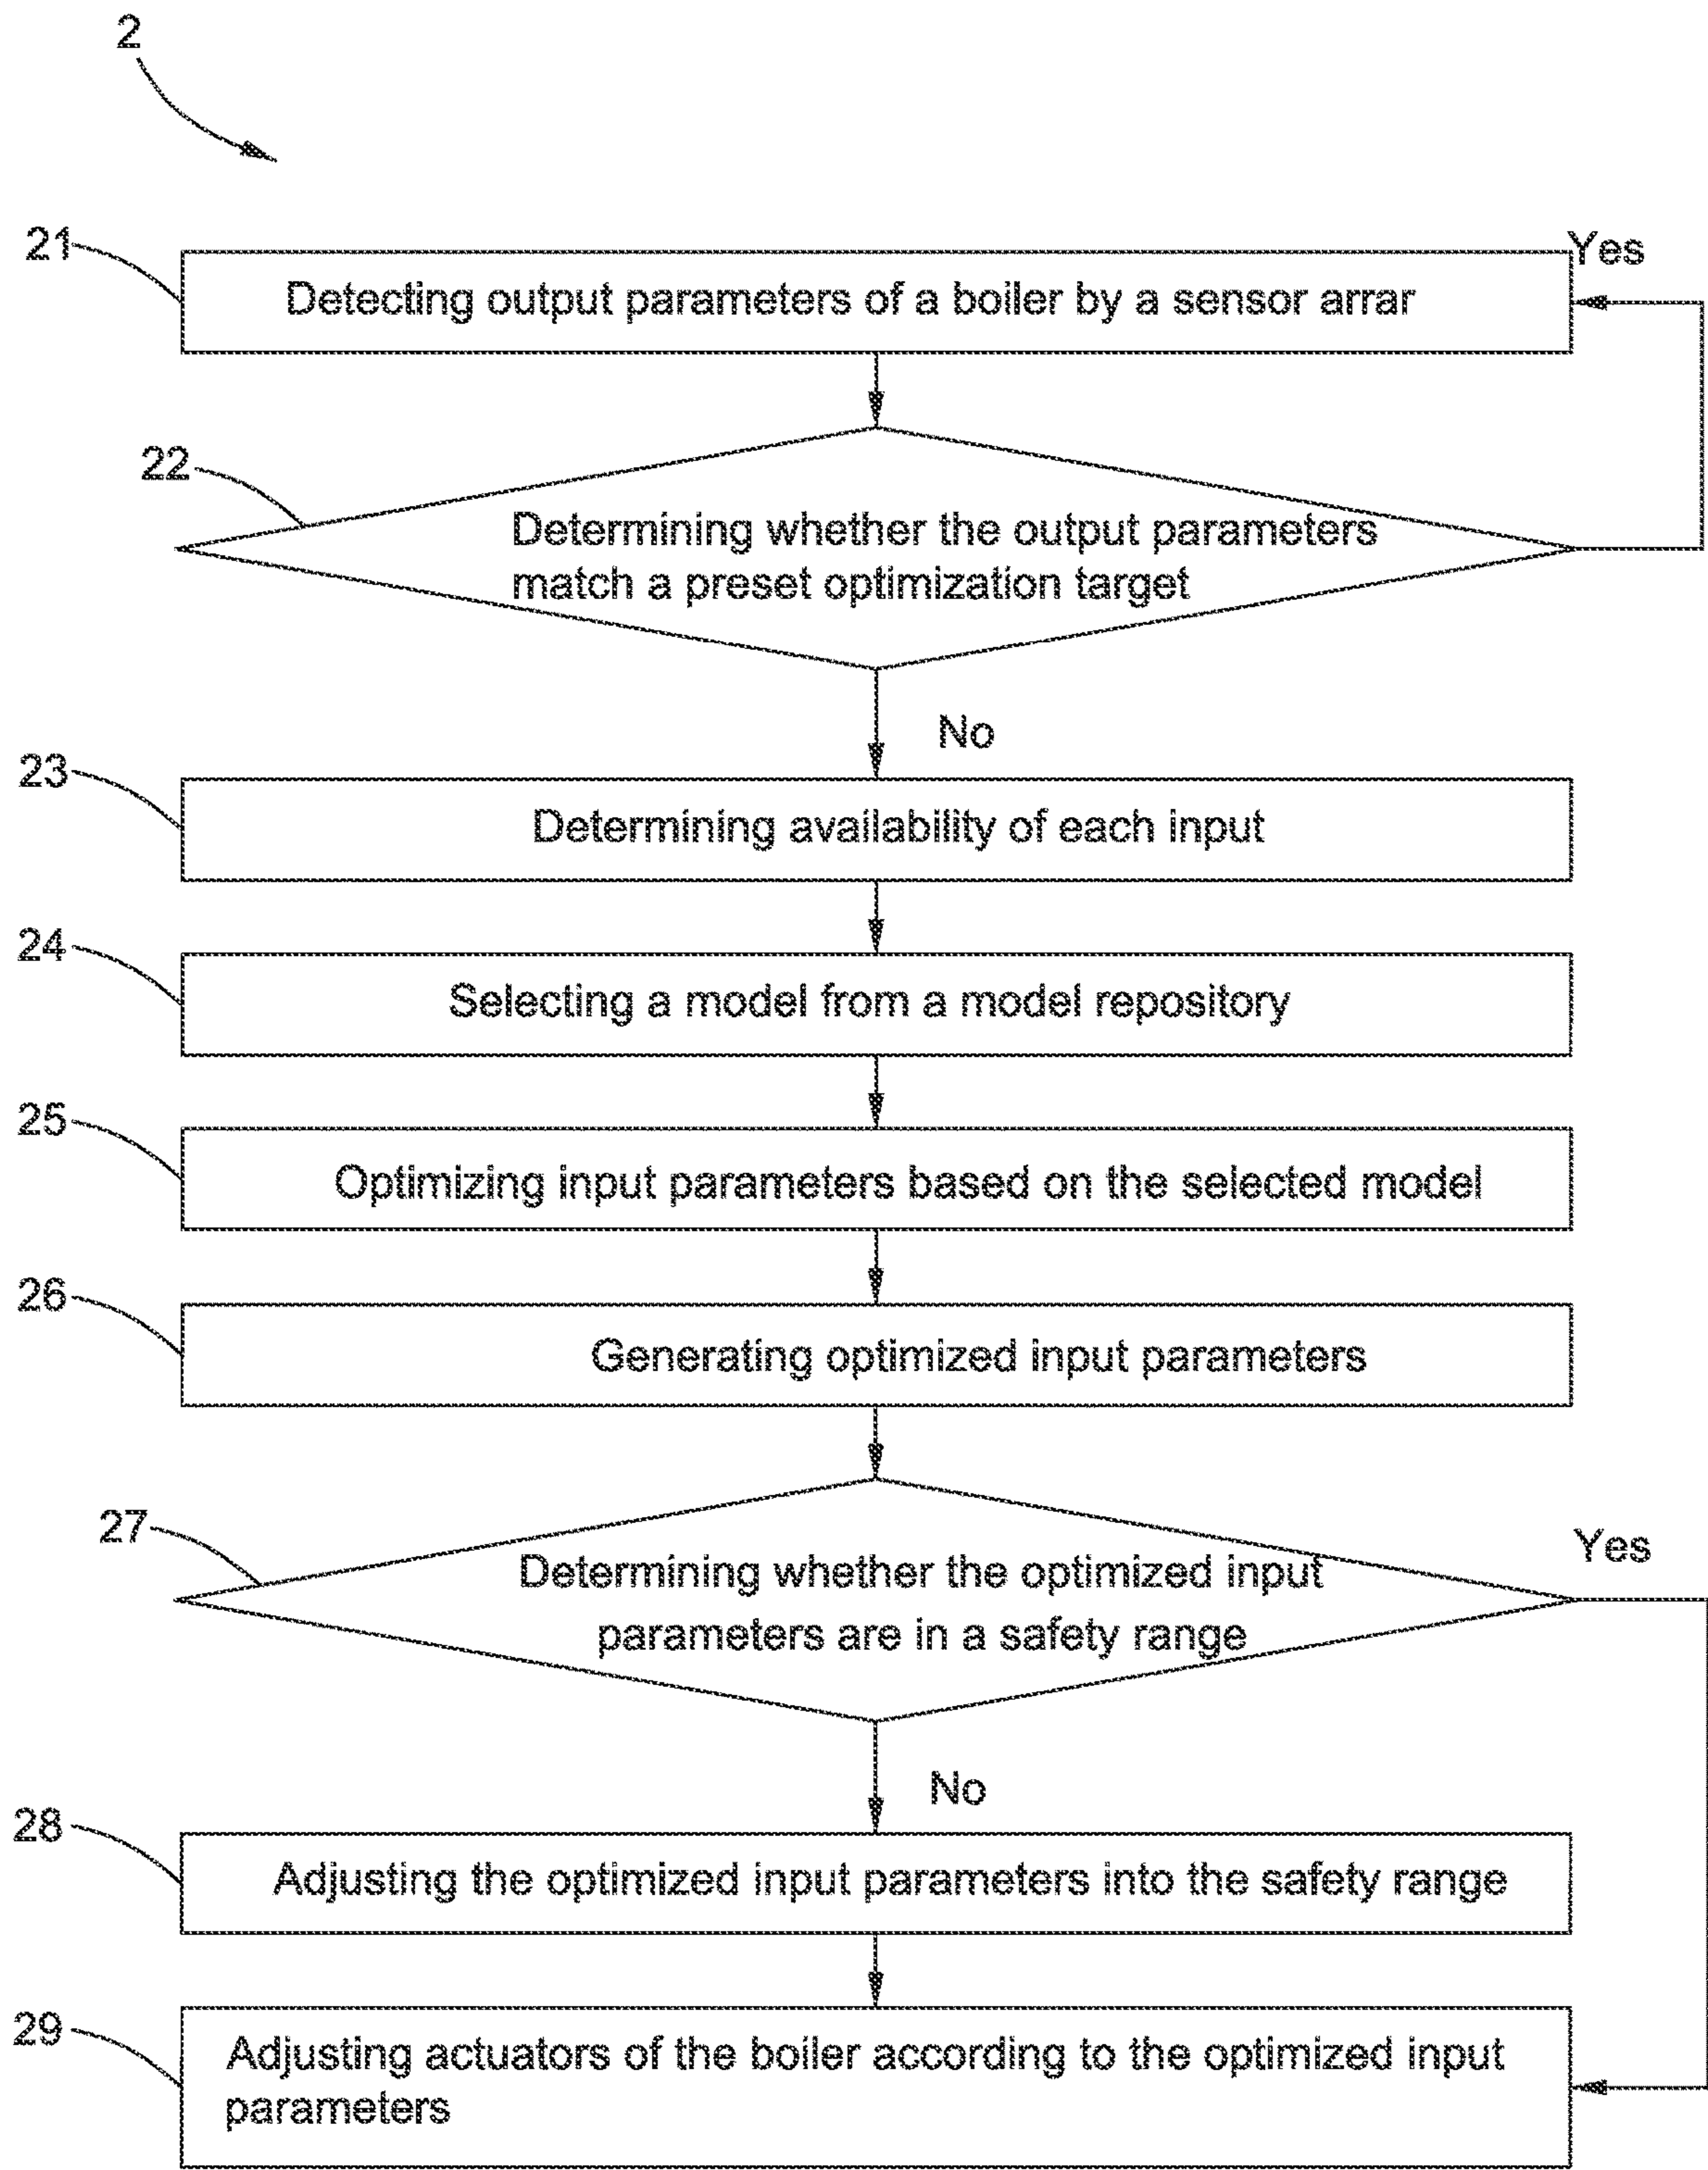 2
21
Yes
Detecting output parameters of a boiler by a sensor arrar
22
Determining whether the output parameters
match a preset optimization target
No
23
Determining availability of each input
24
Selecting a model from a model repository
25
Optimizing input parameters based on the selected model
26
Generating optimized input parameters
27
Yes
Determining whether the optimized input
parameters are in a safety range
No
28
Adjusting the optimized input parameters into the safety range
29
Adjusting actuators of the boiler according to the optimized input
parameters